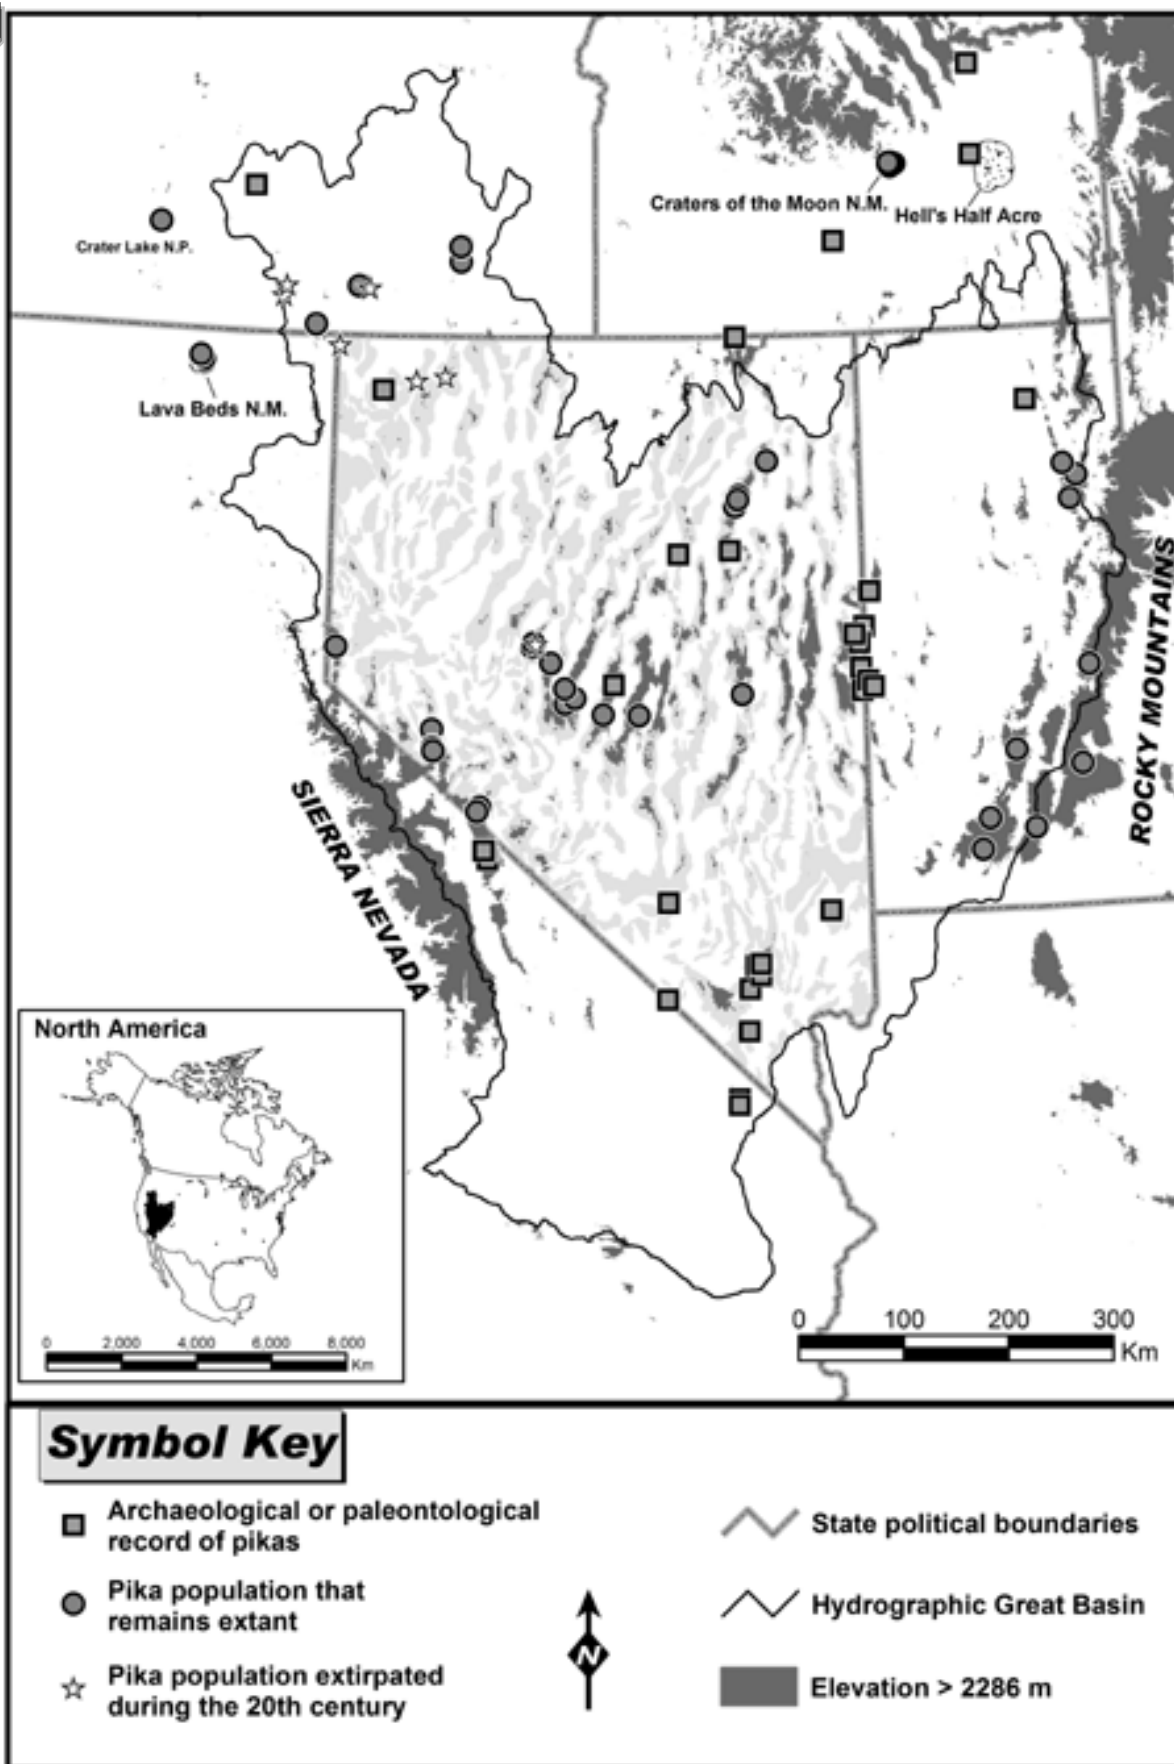 Craters of the Moon N.M.
Hell's Half Acre
Crater Lake N.P.
Lava Beds N.M.
ROCKY MOUNTAINS
SIERRA NEVADA
North America
0 2,000 4,000 6,000 8,000
Km
0 100 200 300
Km
Symbol Key
Archaeological or paleontological
record of pikas
Pika population that
remains extant
Pika population extirpated
during the 20th century
N
State political boundaries
Hydrographic Great Basin
Elevation > 2286 m